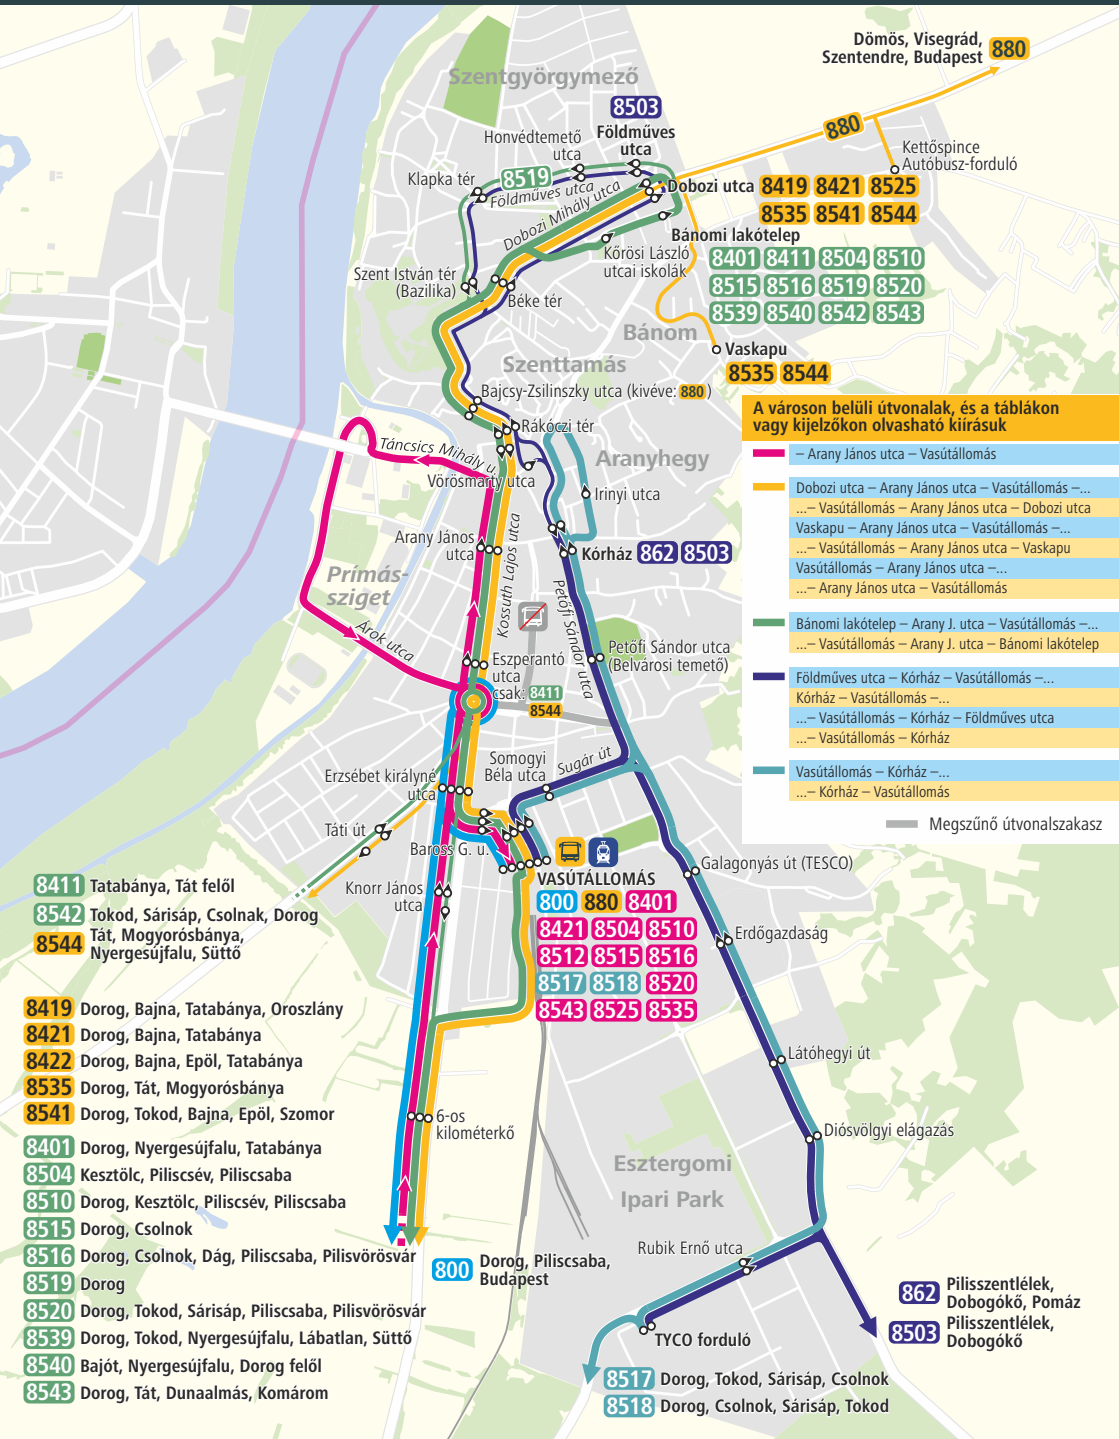 Dömös, Visegrád,
Szentendre, Budapest 880
Szentgyörgymező
8503
Honvédtemető
utca
Földműves
utca
880
Kettőspince
Autóbusz-forduló
Klapka tér
8519
Földműves utca
Dobozi Mihály utca
Dobozi utca 8419 8421 8525
8535 8541 8544
Bánomi lakótelep
8401 8411 8504 8510
8515 8516 8519 8520
8539 8540 8542 8543
Kőrösi László
utcai iskolák
Szent István tér
(Bazilika)
Béke tér
Bánom
Vaskapu
8535 8544
Szenttamás
Bajcsy-Zsilinszky utca (kivéve: 880)
Rákóczi tér
Táncsics Mihály u.
Vörösmarty utca
Aranyhegy
Irinyi utca
Arany János
utca
Kossuth Lajos utca
Kórház 862 8503
Prímás-
sziget
Petőfi Sándor utca
Árok utca
Eszperantó
utca
csak: 8411
8544
Petőfi Sándor utca
(Belvárosi temető)
A városon belüli útvonalak, és a táblákon
vagy kijelzőkon olvasható kiírásuk
– Arany János utca – Vasútállomás
Dobozi utca – Arany János utca – Vasútállomás –...
...– Vasútállomás – Arany János utca – Dobozi utca
Vaskapu – Arany János utca – Vasútállomás –...
...– Vasútállomás – Arany János utca – Vaskapu
Vasútállomás – Arany János utca –...
...– Arany János utca – Vasútállomás
Bánomi lakótelep – Arany J. utca – Vasútállomás –...
...– Vasútállomás – Arany J. utca – Bánomi lakótelep
Földműves utca – Kórház – Vasútállomás –...
Kórház – Vasútállomás –...
...– Vasútállomás – Kórház – Földműves utca
...– Vasútállomás – Kórház
Vasútállomás – Kórház –...
...– Kórház – Vasútállomás
Megszűnő útvonalszakasz
Somogyi
Béla utca
Sugár út
Erzsébet királyné
utca
Táti út
Baross G. u.
Knorr János
utca
Galagonyás út (TESCO)
VASÚTÁLLOMÁS
800 880 8401
8421 8504 8510
8512 8515 8516
8517 8518 8520
8543 8525 8535
Erdőgazdaság
8411 Tatabánya, Tát felől
8542 Tokod, Sárisáp, Csolnak, Dorog
8544 Tát, Mogyorósbánya,
Nyergesújfalu, Süttő
8419 Dorog, Bajna, Tatabánya, Oroszlány
8421 Dorog, Bajna, Tatabánya
8422 Dorog, Bajna, Epöl, Tatabánya
8535 Dorog, Tát, Mogyorósbánya
8541 Dorog, Tokod, Bajna, Epöl, Szomor
8401 Dorog, Nyergesújfalu, Tatabánya
8504 Kesztölc, Piliscsév, Piliscsaba
8510 Dorog, Kesztölc, Piliscsév, Piliscsaba
8515 Dorog, Csolnok
8516 Dorog, Csolnok, Dág, Piliscsaba, Pilisvörösvár
8519 Dorog
8520 Dorog, Tokod, Sárisáp, Piliscsaba, Pilisvörösvár
8539 Dorog, Tokod, Nyergesújfalu, Lábatlan, Süttő
8540 Bajót, Nyergesújfalu, Dorog felől
8543 Dorog, Tát, Dunaalmás, Komárom
Látóhegyi út
6-os
kilométerkő
Diósvölgyi elágazás
Esztergomi
Ipari Park
Rubik Ernő utca
800 Dorog, Piliscsaba,
Budapest
862 Pilisszentlélek,
Dobogókő, Pomáz
8503 Pilisszentlélek,
Dobogókő
TYCO forduló
8517 Dorog, Tokod, Sárisáp, Csolnok
8518 Dorog, Csolnok, Sárisáp, Tokod